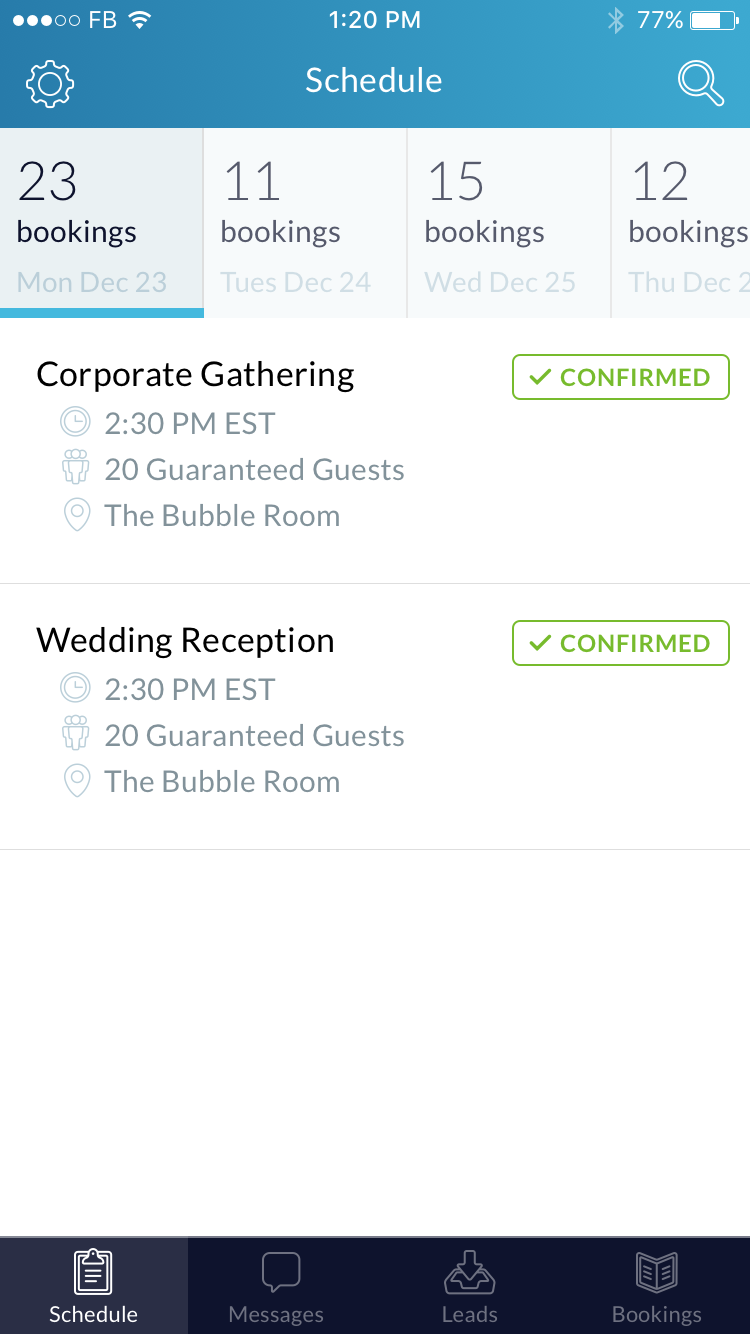 FB 1:20 PM 77%
Schedule
23 11 15 12
bookings bookings bookings bookings
Mon Dec 23 Tues Dec 24 Wed Dec 25 Thu Dec 2
Corporate Gathering CONFIRMED
2:30 PM EST
20 Guaranteed Guests
The Bubble Room
Wedding Reception CONFIRMED
2:30 PM EST
20 Guaranteed Guests
The Bubble Room
Schedule Messages Leads Bookings